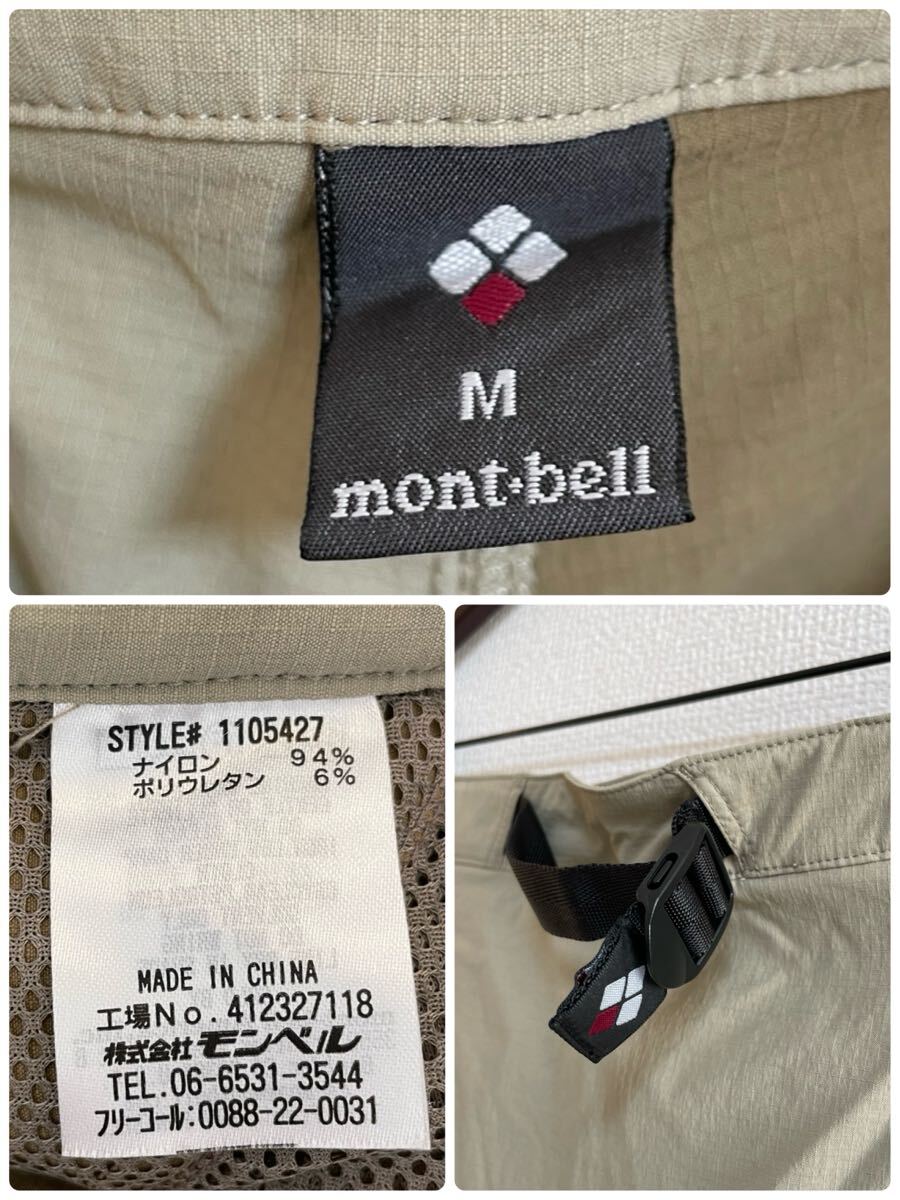 M
mont-bell
STYLE# 1105427
ナイロン 94%
ポリウレタン 6%
MADE IN CHINA
工場No.412327118
株式会社モンベル
TEL.06-6531-3544
フリーコール:0088-22-0031